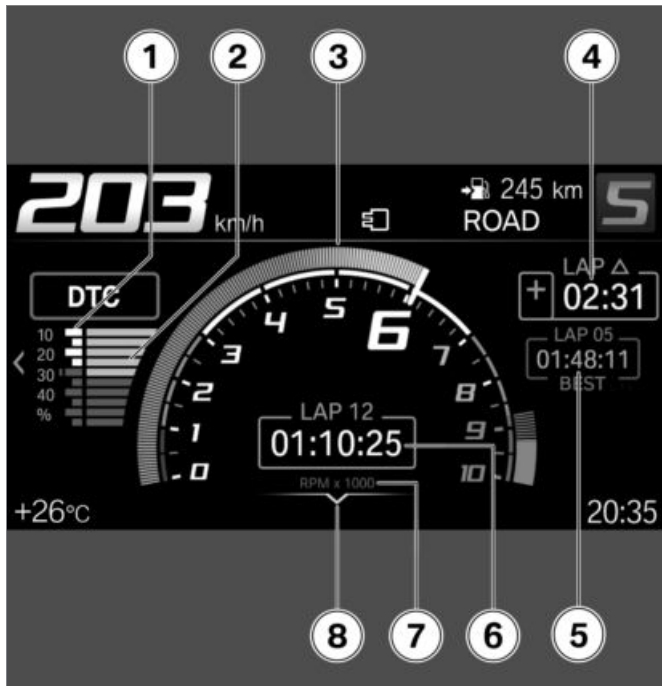 1 2 3 4
203 km/h
245 km
ROAD
5
DTC
10
20
30
40
%
0 1 2 3 4 5 6 7 8 9 10
LAP 12
01:10:25
RPM x 1000
LAP △
+ 02:31
LAP 05
01:48:11
BEST
+26°C
20:35
8 7 6 5